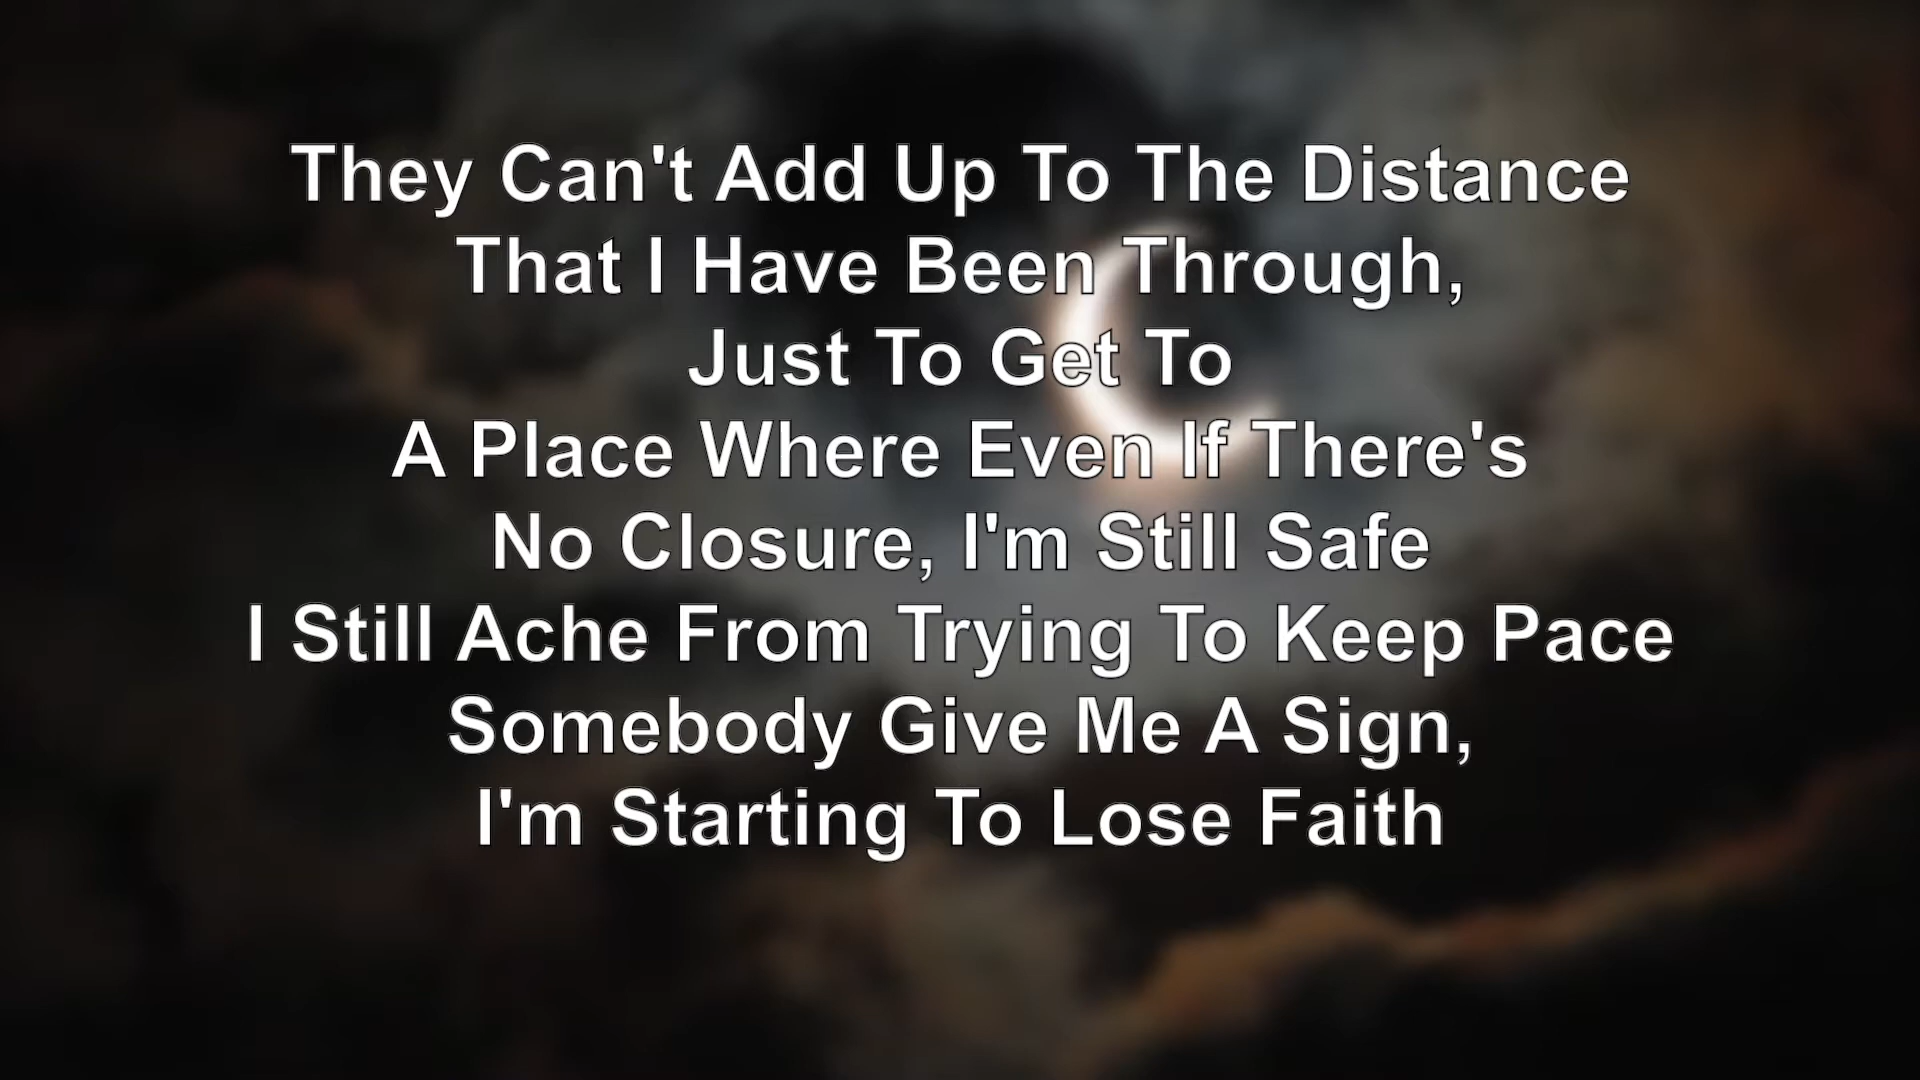 They Can't Add Up To The Distance
That I Have Been Through,
Just To Get To
A Place Where Even If There's
No Closure, I'm Still Safe
I Still Ache From Trying To Keep Pace
Somebody Give Me A Sign,
I'm Starting To Lose Faith